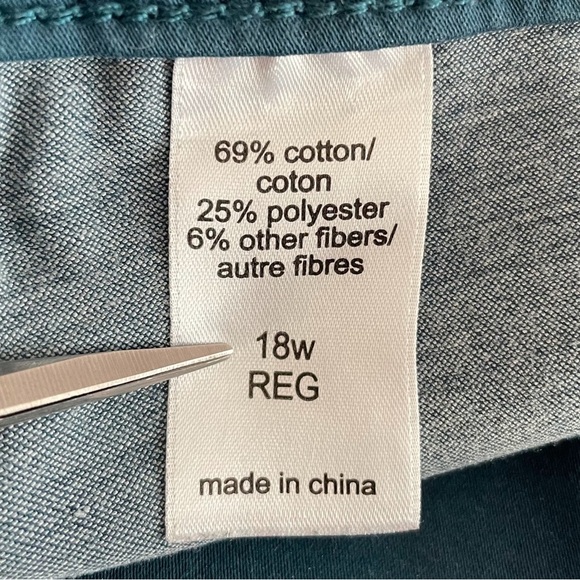 69% cotton/
coton
25% polyester
6% other fibers/
autre fibres
18w
REG
made in china